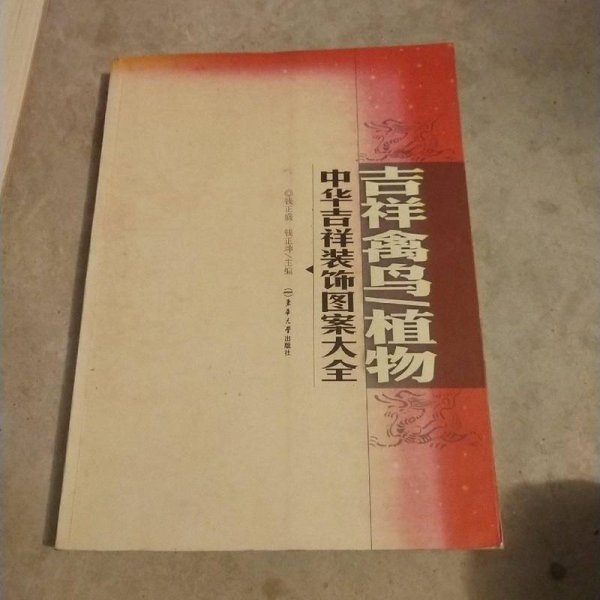 吉祥禽鸟/植物
中华吉祥装饰图案大全
◎钱正盛 钱正坤/主编
东华大学出版社